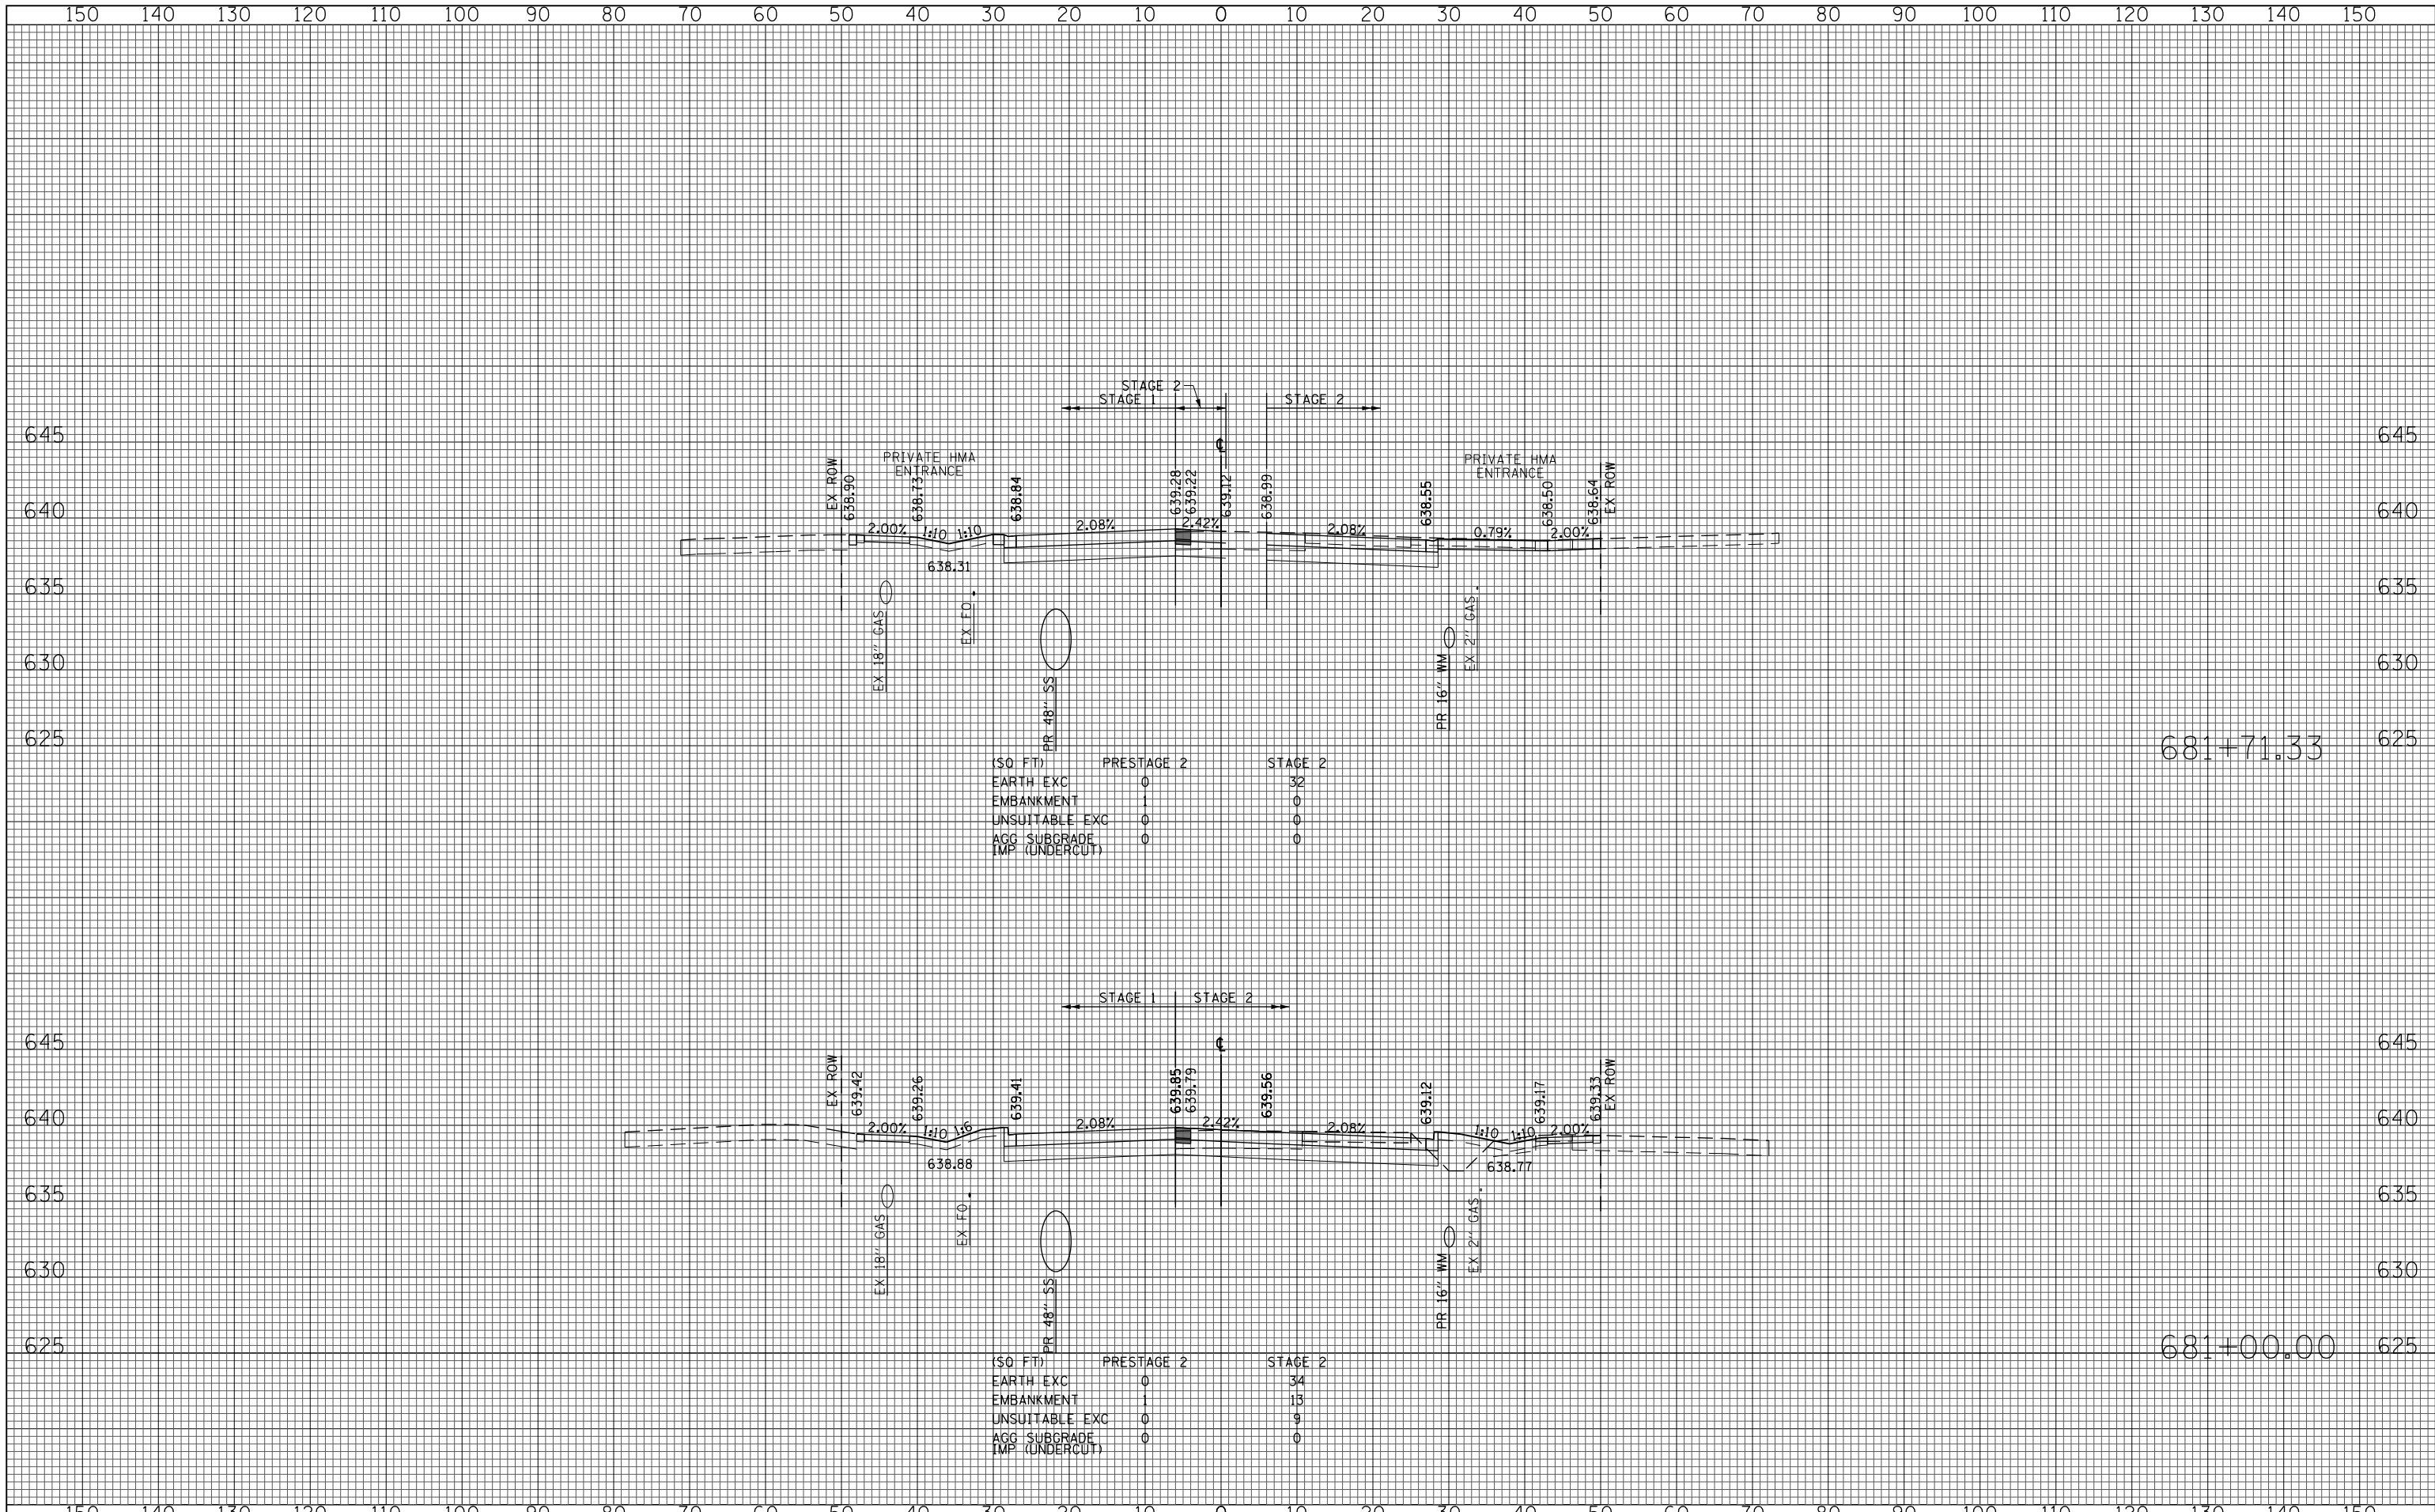 150 140 130 120 110 100 90 80 70 60 50 40 30 20 10 0 10 20 30 40 50 60 70 80 90 100 110 120 130 140 150
STAGE 2
STAGE 1 STAGE 2
645 645
℄
PRIVATE HMA
ENTRANCE
PRIVATE HMA
ENTRANCE
EX ROW
638.90
638.73
638.84
639.28
639.22
639.12
638.99
638.55
638.50
638.64
EX ROW
640 640
2.00% 1:10 1:10 2.08% 2.42% 2.08% 0.79% 2.00%
638.31
635 635
EX 18" GAS
EX FO
PR 48" SS
PR 16" WM
EX 2" GAS
630 630
625 681+71.33 625
(SQ FT) PRESTAGE 2 STAGE 2
EARTH EXC 0 32
EMBANKMENT 1 0
UNSUITABLE EXC 0 0
AGG SUBGRADE 0 0
IMP (UNDERCUT)
STAGE 1 STAGE 2
645 645
℄
EX ROW
639.42
639.26
639.41
639.85
639.79
639.56
639.12
639.17
639.33
EX ROW
640 640
2.00% 1:10 1:6 2.08% 2.42% 2.08% 1:10 1:10 2.00%
638.88 638.77
635 635
EX 18" GAS
EX FO
PR 48" SS
PR 16" WM
EX 2" GAS
630 630
625 681+00.00 625
(SQ FT) PRESTAGE 2 STAGE 2
EARTH EXC 0 34
EMBANKMENT 1 13
UNSUITABLE EXC 0 9
AGG SUBGRADE 0 0
IMP (UNDERCUT)
150 140 130 120 110 100 90 80 70 60 50 40 30 20 10 0 10 20 30 40 50 60 70 80 90 100 110 120 130 140 150